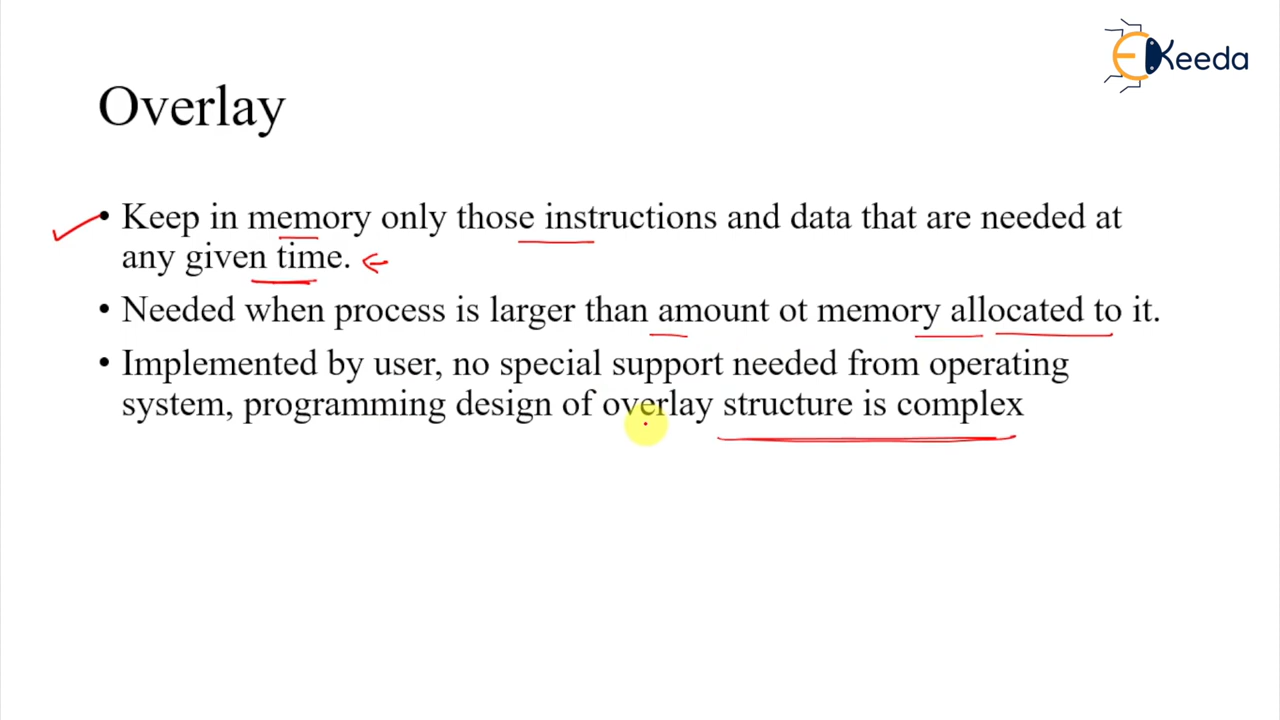 EKeeda
Overlay
• Keep in memory only those instructions and data that are needed at
any given time.
• Needed when process is larger than amount ot memory allocated to it.
• Implemented by user, no special support needed from operating
system, programming design of overlay structure is complex